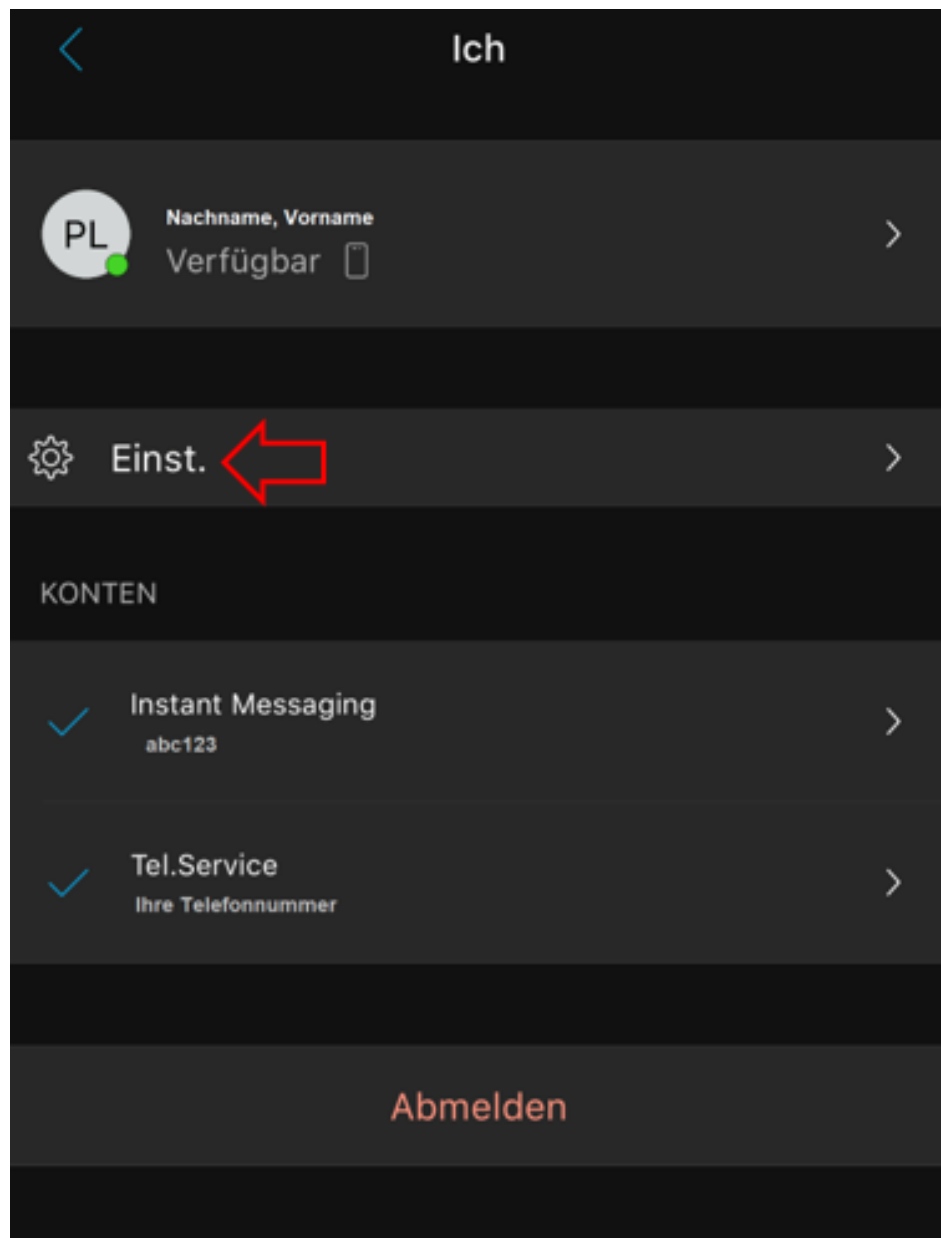 Ich
PL
Nachname, Vorname
Verfügbar
Einst.
KONTEN
Instant Messaging
abc123
Tel.Service
Ihre Telefonnummer
Abmelden